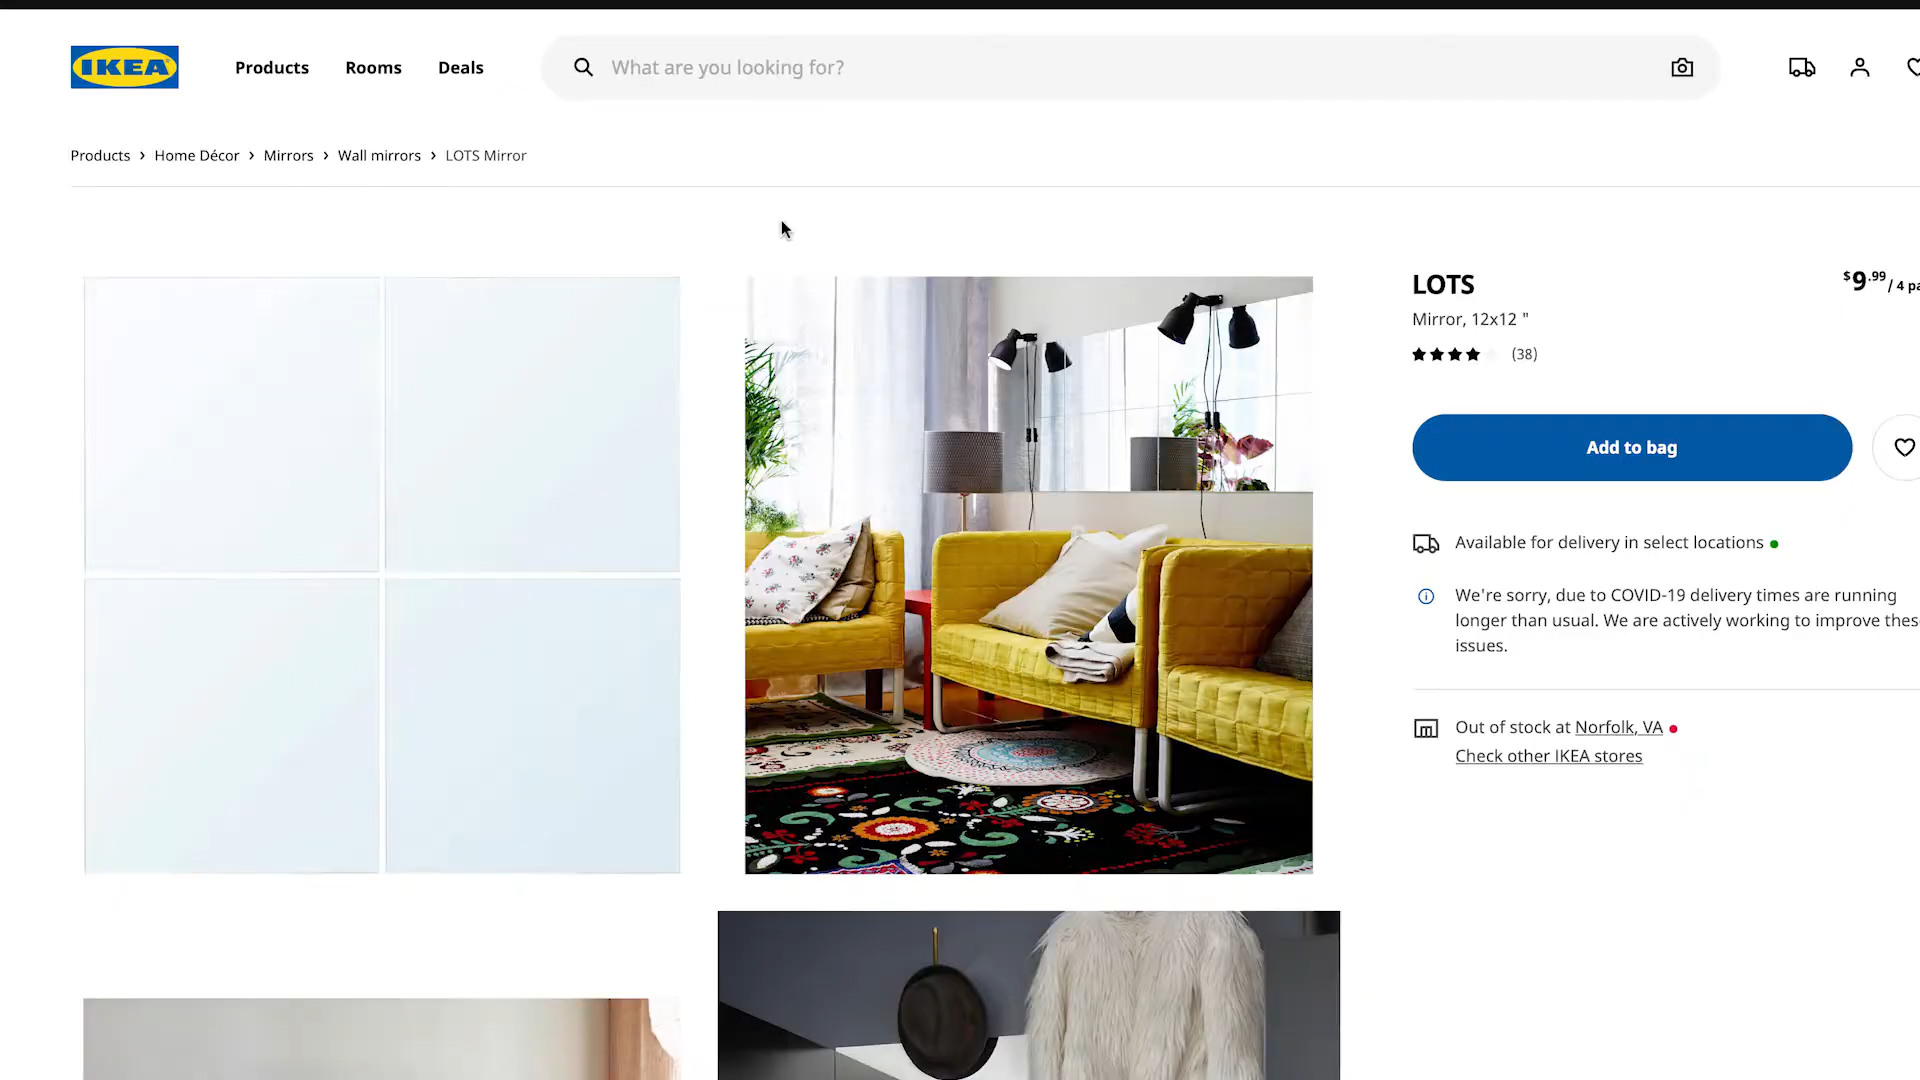 IKEA
Products
Rooms
Deals
What are you looking for?
Products › Home Décor › Mirrors › Wall mirrors › LOTS Mirror
LOTS
$9.99/ 4 pa
Mirror, 12x12 "
(38)
Add to bag
Available for delivery in select locations
We're sorry, due to COVID-19 delivery times are running
longer than usual. We are actively working to improve thes
issues.
Out of stock at Norfolk, VA
Check other IKEA stores